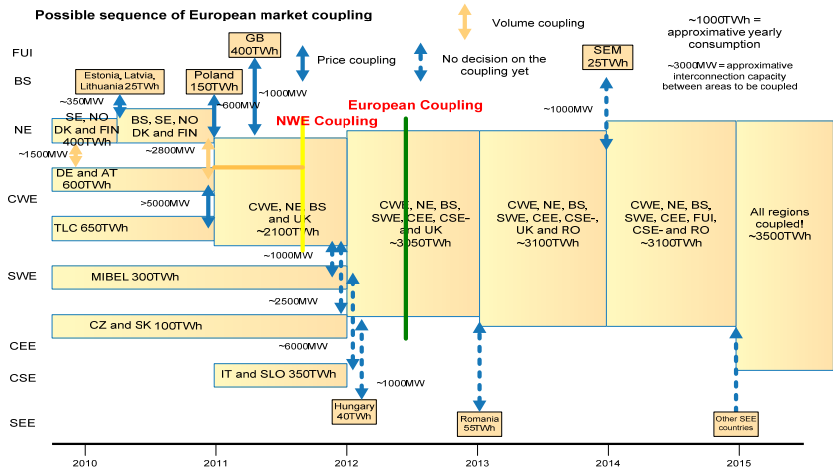 Possible sequence of European market coupling
Volume coupling
~1000TWh =
approximative yearly
consumption
~3000MW = approximative
interconnection capacity
between areas to be coupled
Price coupling
No decision on the
coupling yet
FUI
GB
400TWh
SEM
25TWh
BS
Estonia, Latvia,
Lithuania 25TWh
Poland
150TWh
~350MW
~600MW
~1000MW
~1000MW
European Coupling
NWE Coupling
NE
SE, NO
DK and FIN
400TWh
BS, SE, NO
DK and FIN
~1500MW
~2800MW
DE and AT
600TWh
>5000MW
CWE
TLC 650TWh
CWE, NE, BS
and UK
~2100TWh
CWE, NE, BS,
SWE, CEE, CSE-
and UK
~3050TWh
CWE, NE, BS,
SWE, CEE, CSE-,
UK and RO
~3100TWh
CWE, NE, BS,
SWE, CEE, FUI,
CSE- and RO
~3100TWh
All regions
coupled!
~3500TWh
~1000MW
SWE
MIBEL 300TWh
~2500MW
CZ and SK 100TWh
CEE
~6000MW
CSE
IT and SLO 350TWh
~1000MW
SEE
Hungary
40TWh
Romania
55TWh
Other SEE
countries
2010
2011
2012
2013
2014
2015